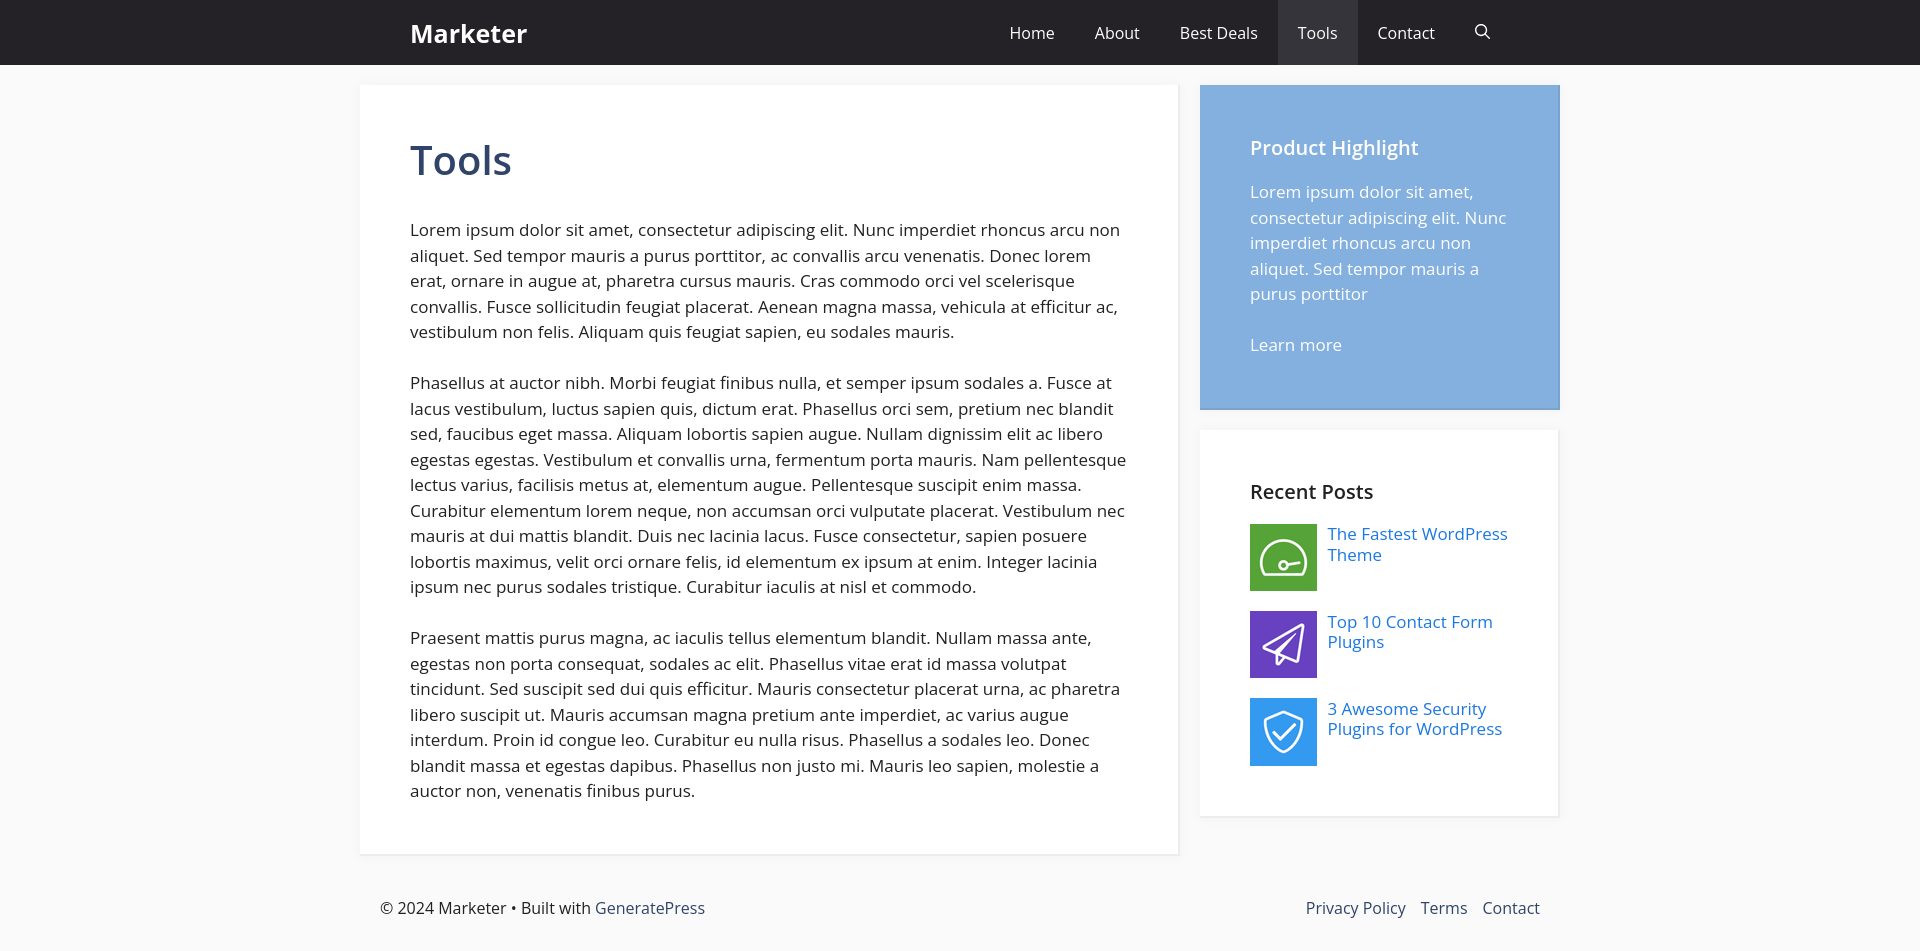 Marketer
Home
About
Best Deals
Tools
Contact
Tools
Lorem ipsum dolor sit amet, consectetur adipiscing elit. Nunc imperdiet rhoncus arcu non
aliquet. Sed tempor mauris a purus porttitor, ac convallis arcu venenatis. Donec lorem
erat, ornare in augue at, pharetra cursus mauris. Cras commodo orci vel scelerisque
convallis. Fusce sollicitudin feugiat placerat. Aenean magna massa, vehicula at efficitur ac,
vestibulum non felis. Aliquam quis feugiat sapien, eu sodales mauris.
Phasellus at auctor nibh. Morbi feugiat finibus nulla, et semper ipsum sodales a. Fusce at
lacus vestibulum, luctus sapien quis, dictum erat. Phasellus orci sem, pretium nec blandit
sed, faucibus eget massa. Aliquam lobortis sapien augue. Nullam dignissim elit ac libero
egestas egestas. Vestibulum et convallis urna, fermentum porta mauris. Nam pellentesque
lectus varius, facilisis metus at, elementum augue. Pellentesque suscipit enim massa.
Curabitur elementum lorem neque, non accumsan orci vulputate placerat. Vestibulum nec
mauris at dui mattis blandit. Duis nec lacinia lacus. Fusce consectetur, sapien posuere
lobortis maximus, velit orci ornare felis, id elementum ex ipsum at enim. Integer lacinia
ipsum nec purus sodales tristique. Curabitur iaculis at nisl et commodo.
Praesent mattis purus magna, ac iaculis tellus elementum blandit. Nullam massa ante,
egestas non porta consequat, sodales ac elit. Phasellus vitae erat id massa volutpat
tincidunt. Sed suscipit sed dui quis efficitur. Mauris consectetur placerat urna, ac pharetra
libero suscipit ut. Mauris accumsan magna pretium ante imperdiet, ac varius augue
interdum. Proin id congue leo. Curabitur eu nulla risus. Phasellus a sodales leo. Donec
blandit massa et egestas dapibus. Phasellus non justo mi. Mauris leo sapien, molestie a
auctor non, venenatis finibus purus.
Product Highlight
Lorem ipsum dolor sit amet,
consectetur adipiscing elit. Nunc
imperdiet rhoncus arcu non
aliquet. Sed tempor mauris a
purus porttitor
Learn more
Recent Posts
The Fastest WordPress
Theme
Top 10 Contact Form
Plugins
3 Awesome Security
Plugins for WordPress
© 2024 Marketer • Built with GeneratePress
Privacy Policy
Terms
Contact